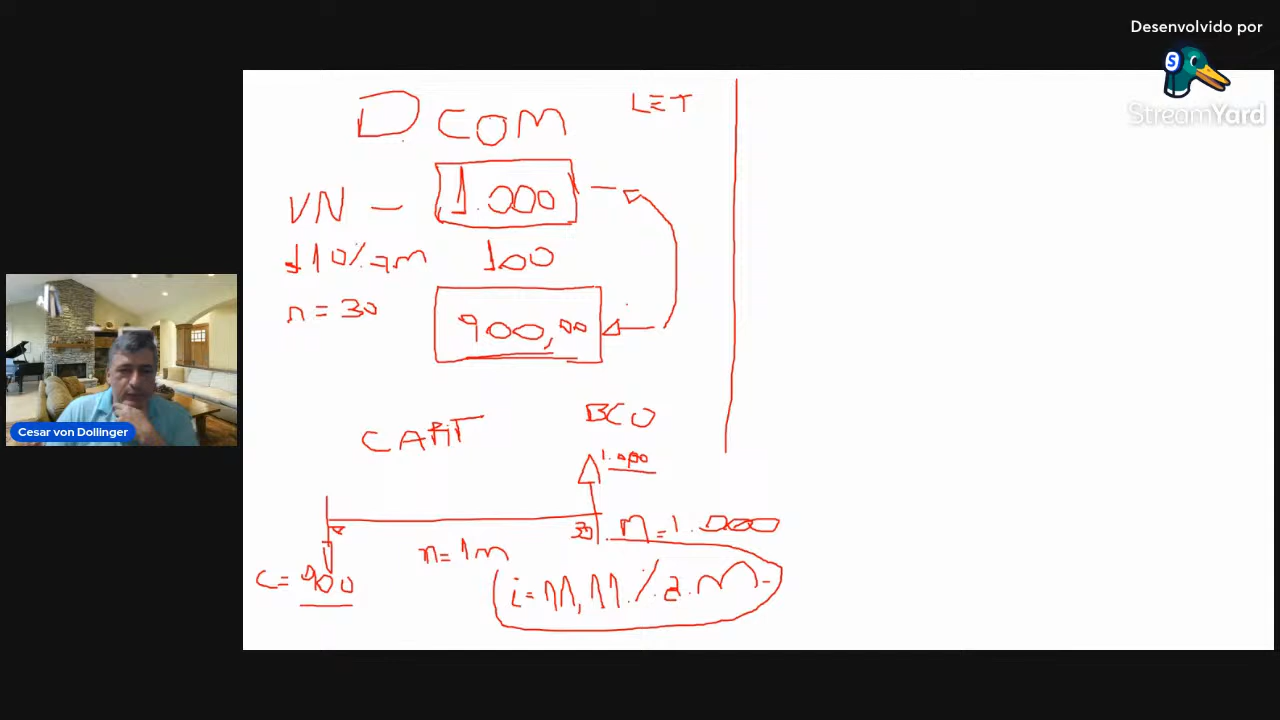 Desenvolvido por
StreamYard
D COM
LET
VN - 1.000
d 10% am
100
n = 30
900,00
CAPIT
BCO
1.000
30
M = 1.000
n = 1m
C = 900
i = 11,11% a.m
Cesar von Dollinger